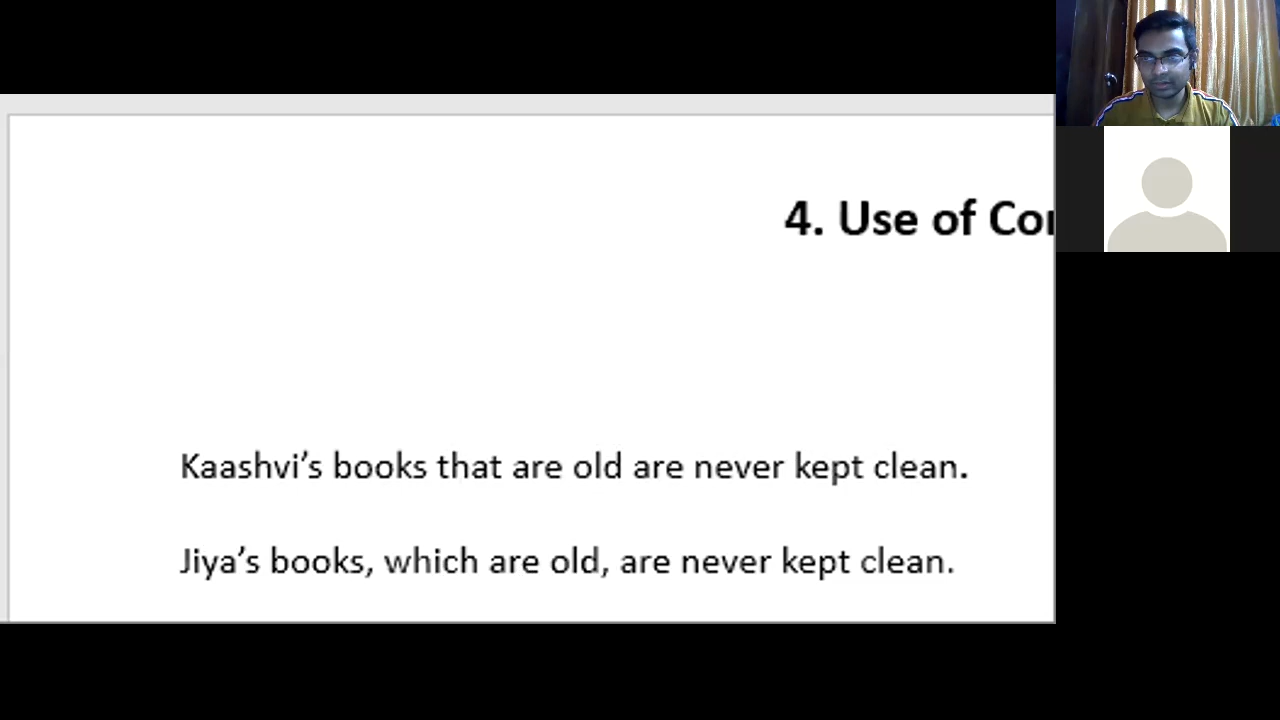 4. Use of
Kaashvi's books that are old are never kept clean.
Jiya's books, which are old, are never kept clean.